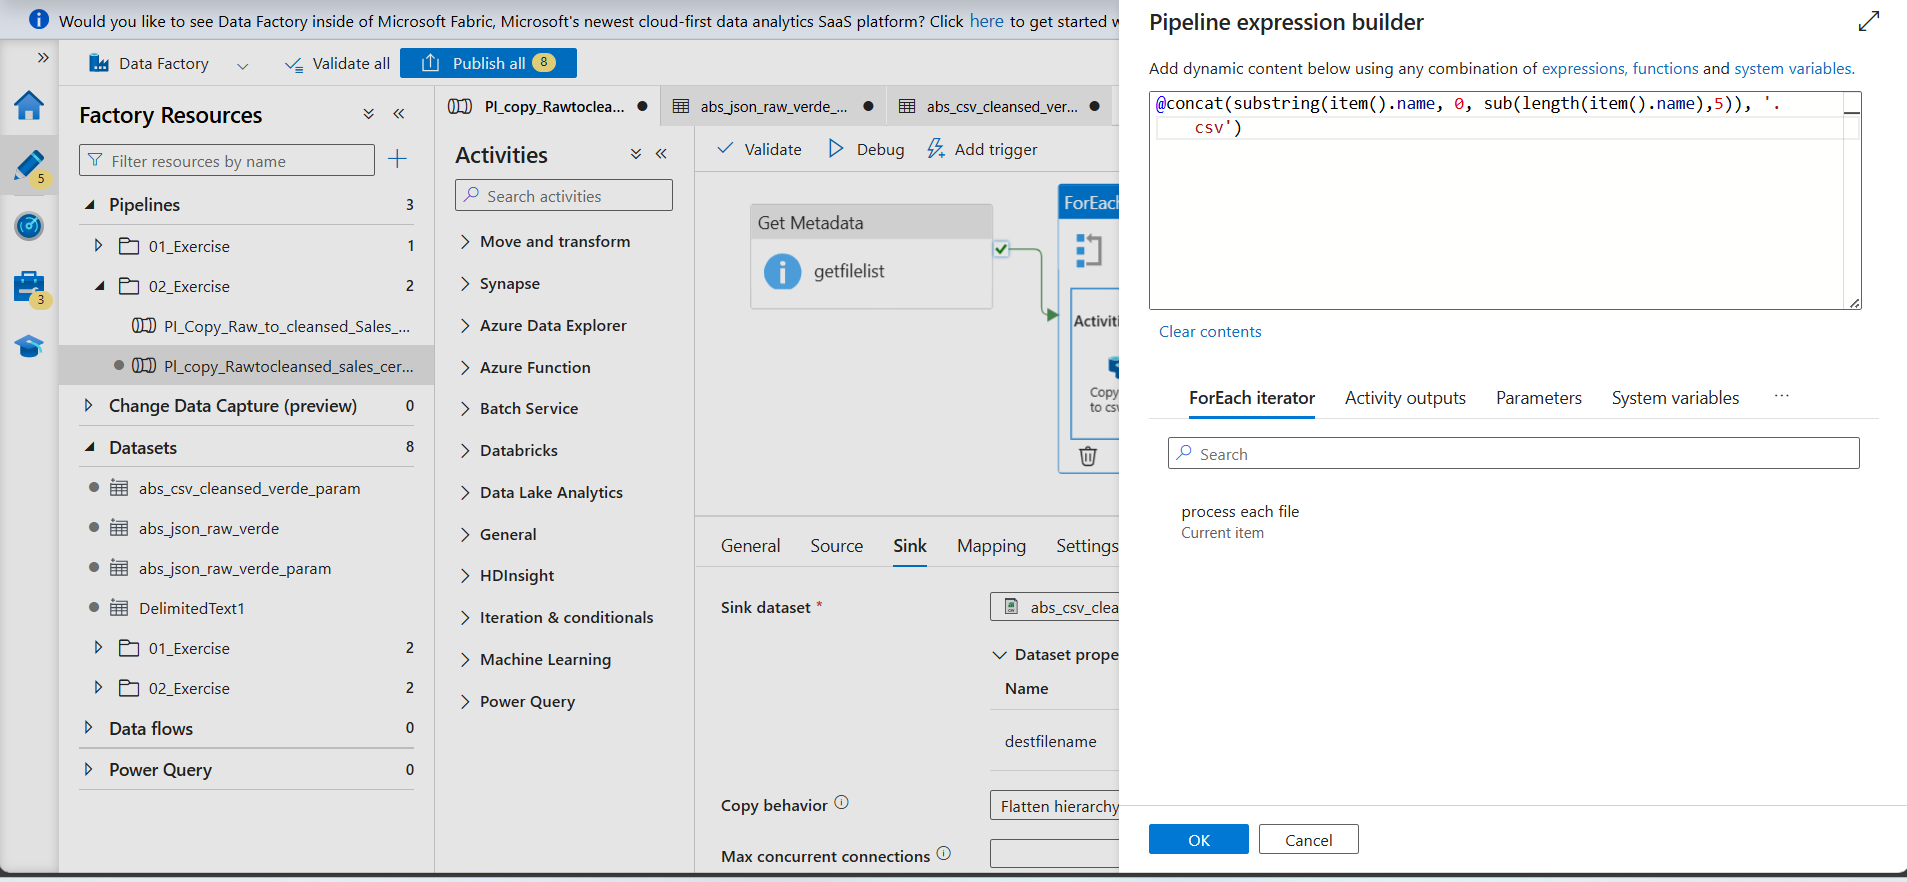 Would you like to see Data Factory inside of Microsoft Fabric, Microsoft's newest cloud-first data analytics SaaS platform? Click here to get started w
Data Factory
Validate all
Publish all 8
Factory Resources
Filter resources by name
5
3
Pipelines 3
01_Exercise 1
02_Exercise 2
Pl_Copy_Raw_to_cleansed_Sales_...
Pl_copy_Rawtocleansed_sales_cer...
Change Data Capture (preview) 0
Datasets 8
abs_csv_cleansed_verde_param
abs_json_raw_verde
abs_json_raw_verde_param
DelimitedText1
01_Exercise 2
02_Exercise 2
Data flows 0
Power Query 0
Pl_copy_Rawtoclea...
abs_json_raw_verde_...
abs_csv_cleansed_ver...
Activities
Search activities
Move and transform
Synapse
Azure Data Explorer
Azure Function
Batch Service
Databricks
Data Lake Analytics
General
HDInsight
Iteration & conditionals
Machine Learning
Power Query
Validate
Debug
Add trigger
Get Metadata
getfilelist
ForEach
Activiti
Copy
to csv
General Source Sink Mapping Settings
Sink dataset *
abs_csv_clea
Dataset prope
Name
destfilename
Copy behavior
Flatten hierarchy
Max concurrent connections
Pipeline expression builder
Add dynamic content below using any combination of expressions, functions and system variables.
@concat(substring(item().name, 0, sub(length(item().name),5)), '.
csv')
Clear contents
ForEach iterator Activity outputs Parameters System variables ...
Search
process each file
Current item
OK
Cancel